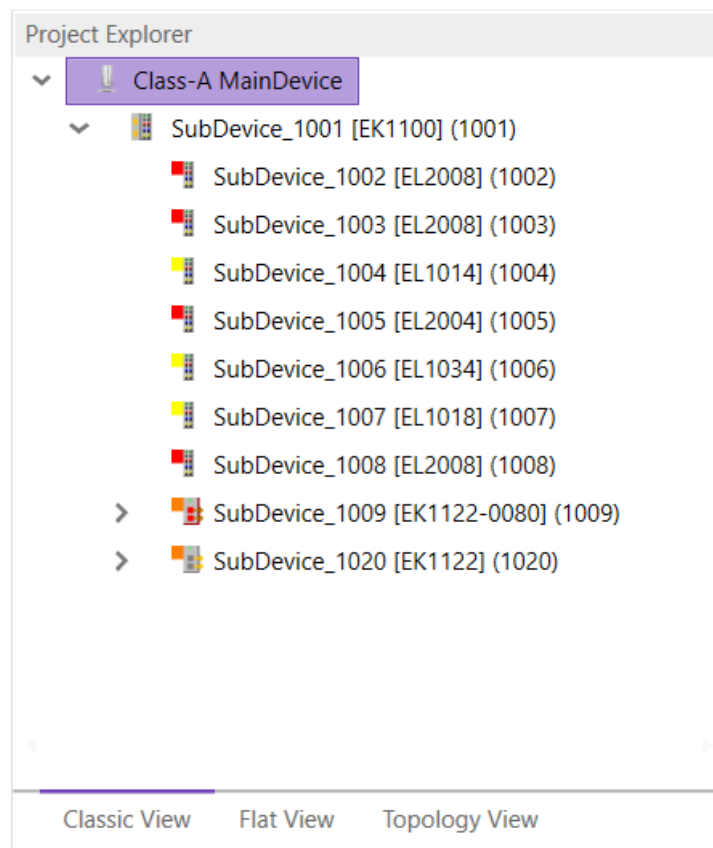 Project Explorer
Class-A MainDevice
SubDevice_1001 [EK1100] (1001)
SubDevice_1002 [EL2008] (1002)
SubDevice_1003 [EL2008] (1003)
SubDevice_1004 [EL1014] (1004)
SubDevice_1005 [EL2004] (1005)
SubDevice_1006 [EL1034] (1006)
SubDevice_1007 [EL1018] (1007)
SubDevice_1008 [EL2008] (1008)
SubDevice_1009 [EK1122-0080] (1009)
SubDevice_1020 [EK1122] (1020)
Classic View Flat View Topology View